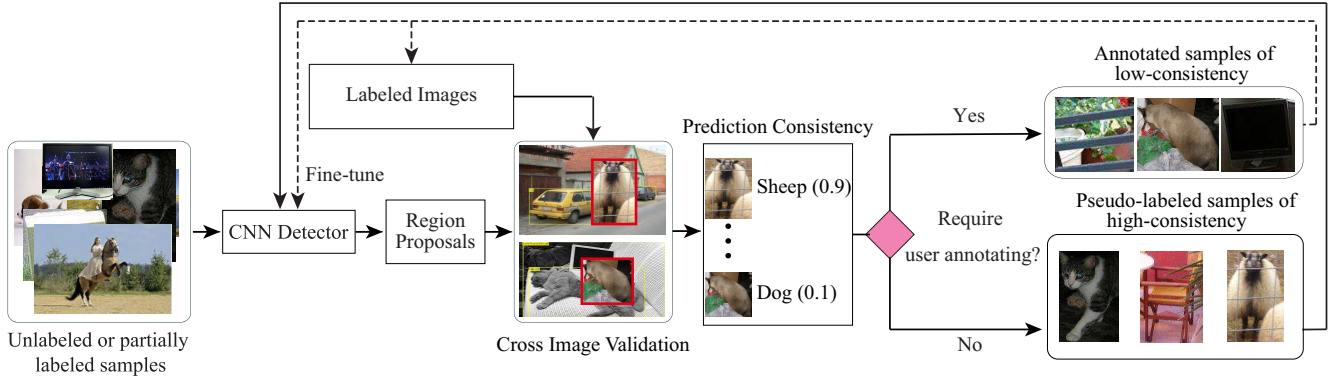 Annotated samples of
low-consistency
Labeled Images
Prediction Consistency
Yes
Fine-tune
Sheep (0.9)
Pseudo-labeled samples of
high-consistency
CNN Detector
Region
Proposals
Require
user annotating?
Dog (0.1)
Unlabeled or partially
labeled samples
Cross Image Validation
No